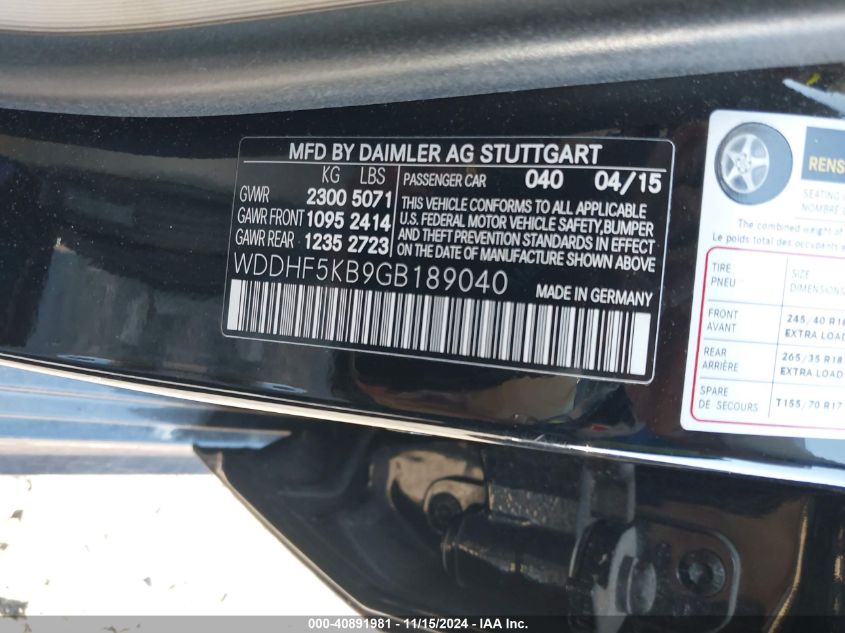 MFD BY DAIMLER AG STUTTGART
KG LBS
GVWR 2300 5071
GAWR FRONT 1095 2414
GAWR REAR 1235 2723
PASSENGER CAR 040 04/15
THIS VEHICLE CONFORMS TO ALL APPLICABLE
U.S. FEDERAL MOTOR VEHICLE SAFETY,BUMPER
AND THEFT PREVENTION STANDARDS IN EFFECT
ON THE DATE OF MANUFACTURE SHOWN ABOVE.
WDDHF5KB9GB189040
MADE IN GERMANY
SEATING
NOMBRE
The combined weight of
Le poids total des occupants
TIRE
PNEU
SIZE
DIMENSIONS
FRONT
AVANT
245/40 R18
EXTRA LOAD
REAR
ARRIÈRE
265/35 R18
EXTRA LOAD
SPARE
DE SECOURS
T155/70 R17
000-40891981 - 11/15/2024 - IAA Inc.